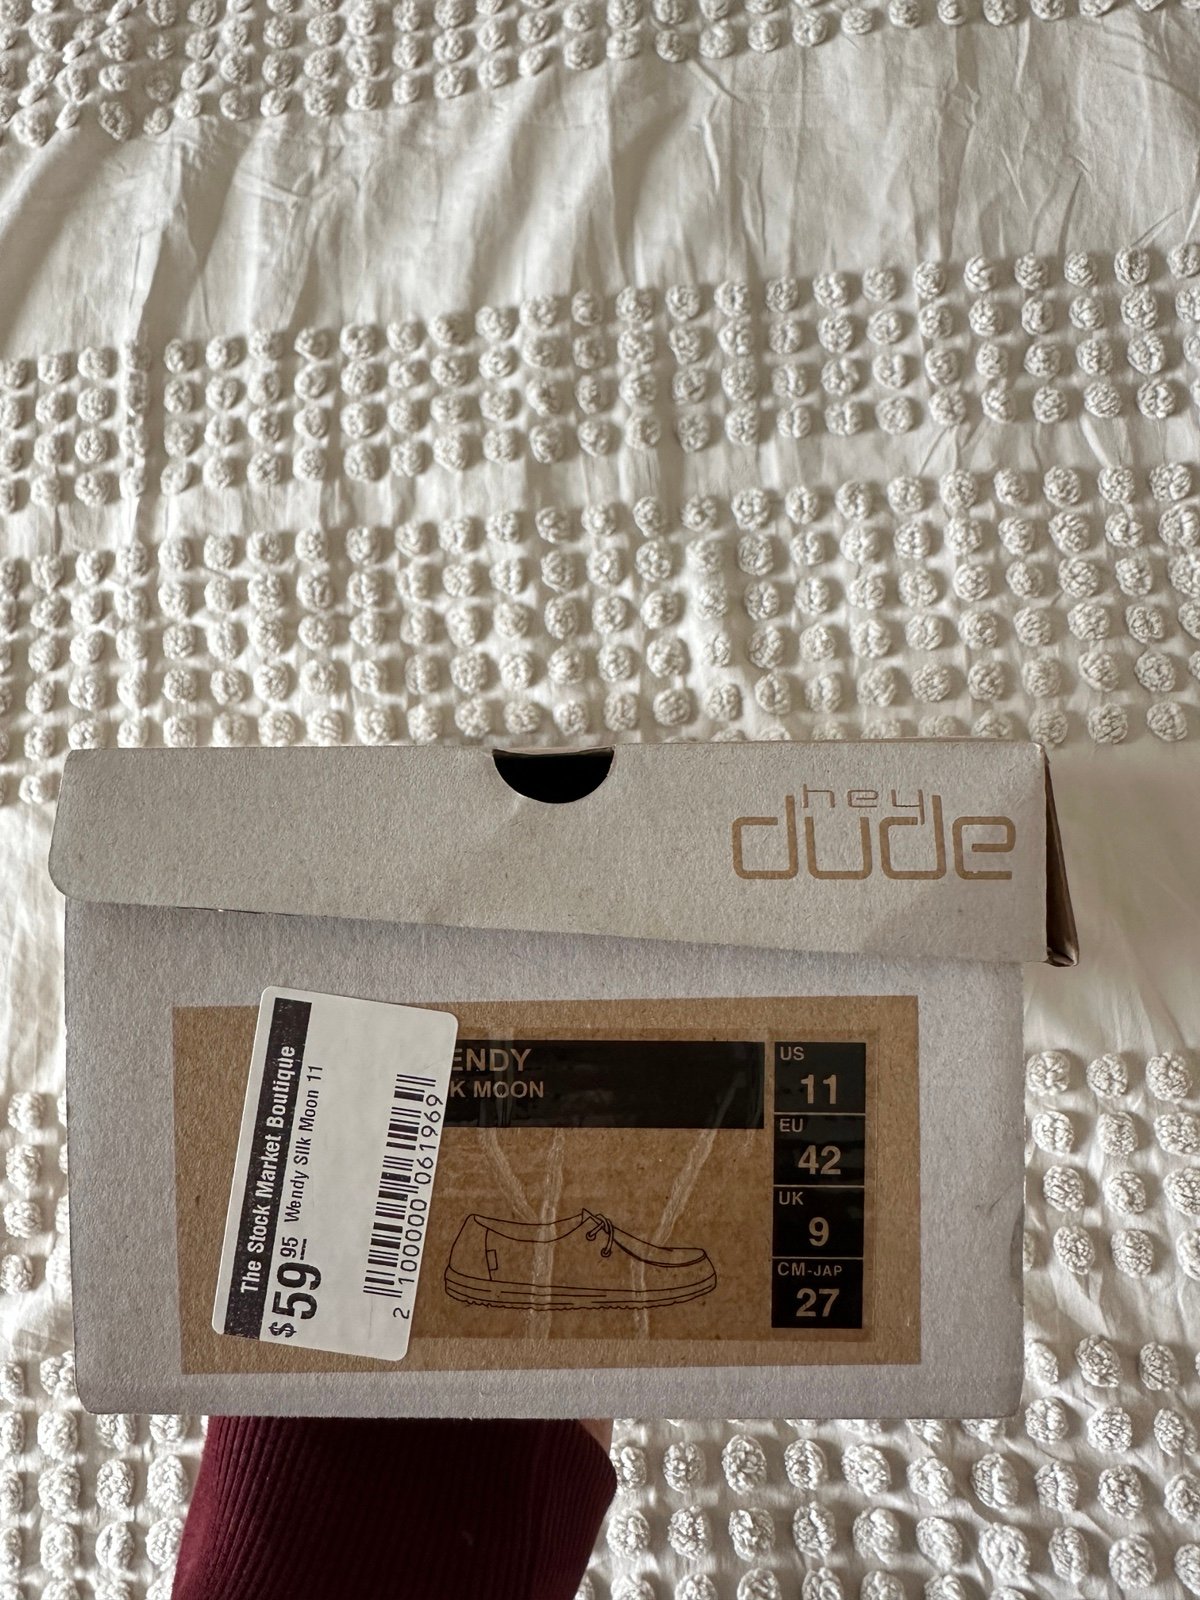 hey
dude
The Stock Market Boutique
$59.95 Wendy Silk Moon 11
2 100000 061969
ENDY
K MOON
US
11
EU
42
UK
9
CM-JAP
27